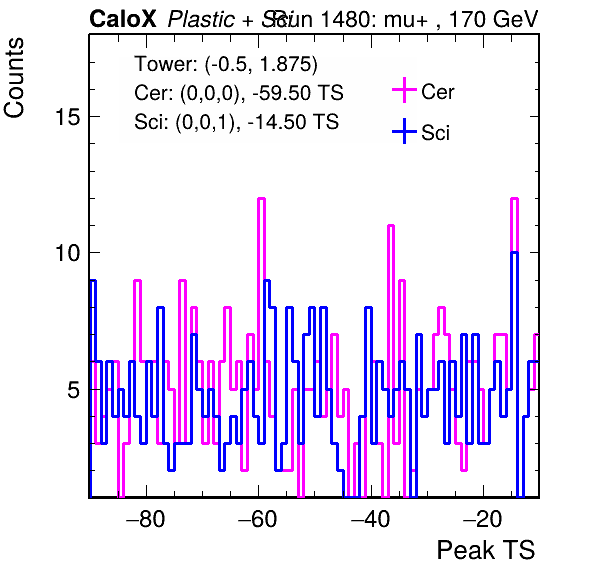 CaloX Plastic + Sci Run 1480: mu+ , 170 GeV
Counts
Tower: (-0.5, 1.875)
Cer: (0,0,0), -59.50 TS
Sci: (0,0,1), -14.50 TS
Cer
Sci
15
10
5
−80 −60 −40 −20
Peak TS